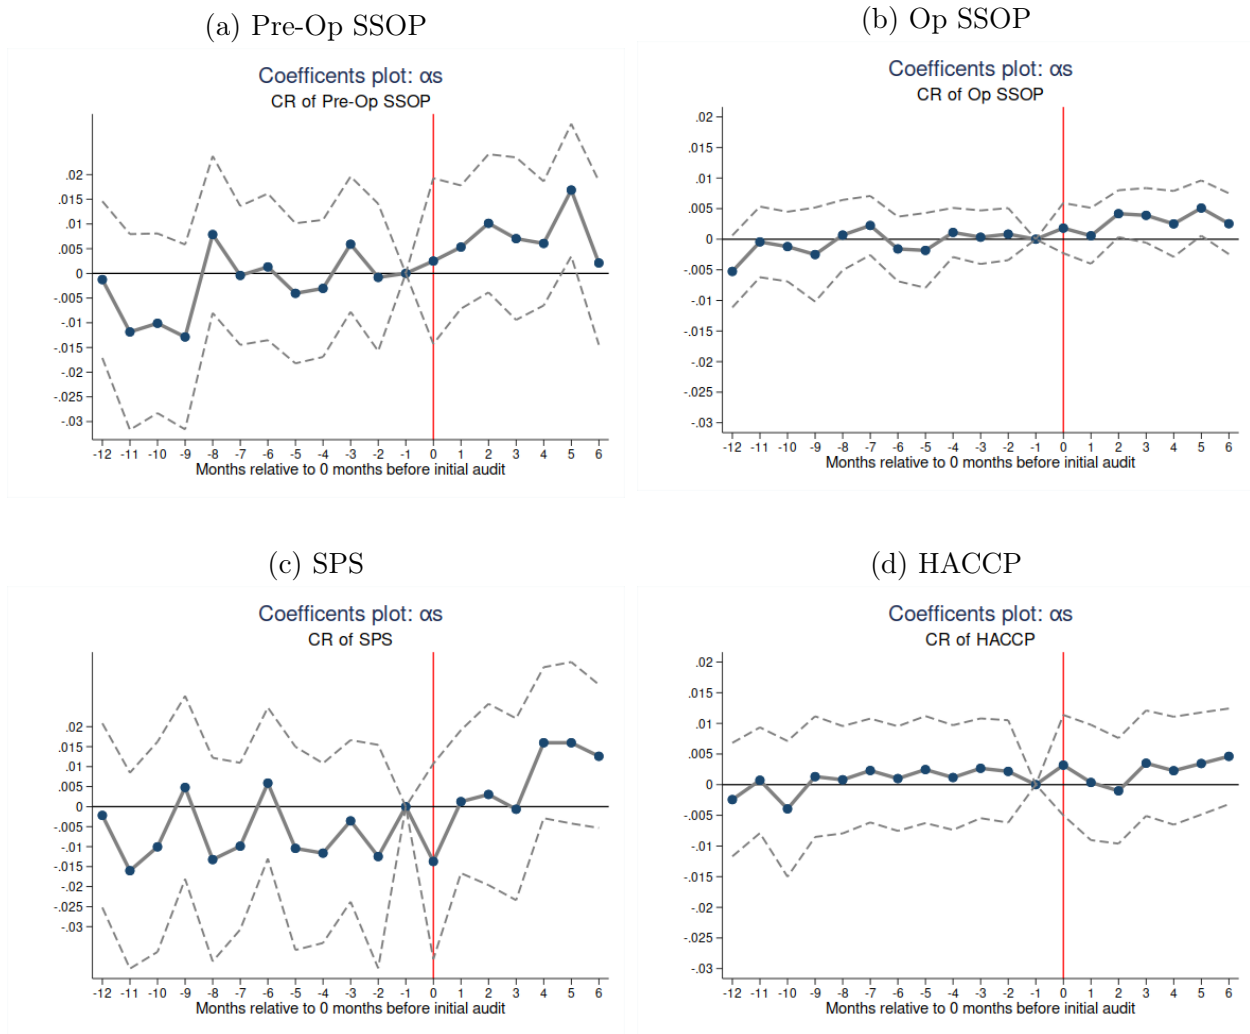 (a) Pre-Op SSOP
Coefficents plot: αs
CR of Pre-Op SSOP
.02
.015
.01
.005
0
-.005
-.01
-.015
-.02
-.025
-.03
-12 -11 -10 -9 -8 -7 -6 -5 -4 -3 -2 -1 0 1 2 3 4 5 6
Months relative to 0 months before initial audit
(b) Op SSOP
Coefficents plot: αs
CR of Op SSOP
.02
.015
.01
.005
0
-.005
-.01
-.015
-.02
-.025
-.03
-12 -11 -10 -9 -8 -7 -6 -5 -4 -3 -2 -1 0 1 2 3 4 5 6
Months relative to 0 months before initial audit
(c) SPS
Coefficents plot: αs
CR of SPS
.02
.015
.01
.005
0
-.005
-.01
-.015
-.02
-.025
-.03
-12 -11 -10 -9 -8 -7 -6 -5 -4 -3 -2 -1 0 1 2 3 4 5 6
Months relative to 0 months before initial audit
(d) HACCP
Coefficents plot: αs
CR of HACCP
.02
.015
.01
.005
0
-.005
-.01
-.015
-.02
-.025
-.03
-12 -11 -10 -9 -8 -7 -6 -5 -4 -3 -2 -1 0 1 2 3 4 5 6
Months relative to 0 months before initial audit